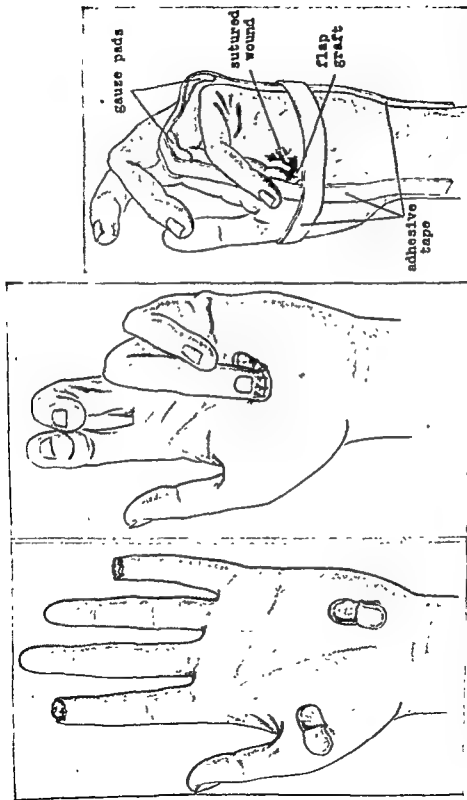 gauze pads
sutured
wound
flap
graft
adhesive
tape